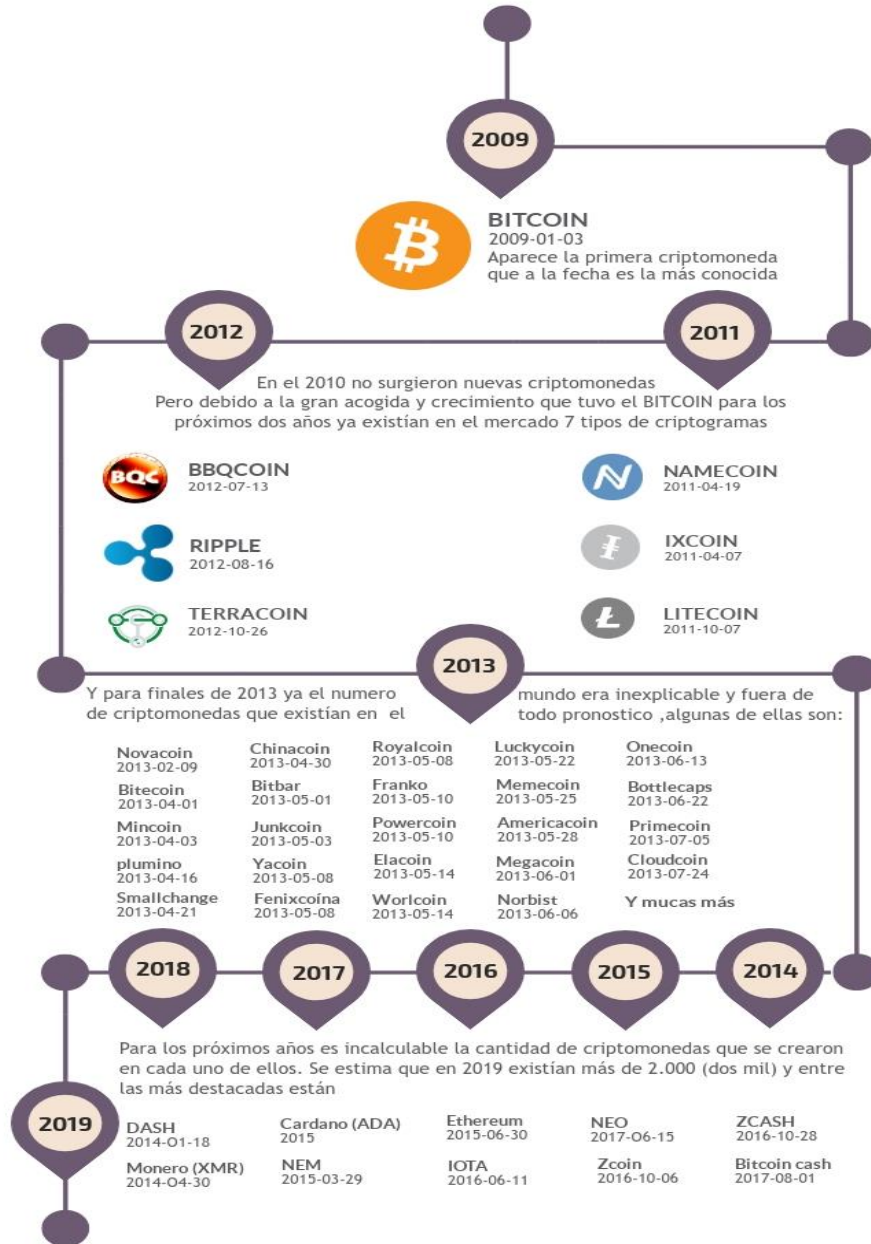 2009
BITCOIN
2009-01-03
Aparece la primera criptomoneda
que a la fecha es la más conocida
2012
2011
En el 2010 no surgieron nuevas criptomonedas
Pero debido a la gran acogida y crecimiento que tuvo el BITCOIN para los
próximos dos años ya existían en el mercado 7 tipos de criptogramas
BQC
BBQCOIN
2012-07-13
NAMECOIN
2011-04-19
RIPPLE
2012-08-16
IXCOIN
2011-04-07
TERRACOIN
2012-10-26
LITECOIN
2011-10-07
2013
Y para finales de 2013 ya el numero
de criptomonedas que existían en el
mundo era inexplicable y fuera de
todo pronostico ,algunas de ellas son:
Novacoin
2013-02-09
Chinacoin
2013-04-30
Royalcoin
2013-05-08
Luckycoin
2013-05-22
Onecoin
2013-06-13
Bitecoin
2013-04-01
Bitbar
2013-05-01
Franko
2013-05-10
Memecoin
2013-05-25
Bottlecaps
2013-06-22
Mincoin
2013-04-03
Junkcoin
2013-05-03
Powercoin
2013-05-10
Americacoin
2013-05-28
Primecoin
2013-07-05
plumino
2013-04-16
Yacoin
2013-05-08
Elacoin
2013-05-14
Megacoin
2013-06-01
Cloudcoin
2013-07-24
Smallchange
2013-04-21
Fenixcoína
2013-05-08
Worlcoin
2013-05-14
Norbist
2013-06-06
Y mucas más
2018
2017
2016
2015
2014
Para los próximos años es incalculable la cantidad de criptomonedas que se crearon
en cada uno de ellos. Se estima que en 2019 existían más de 2.000 (dos mil) y entre
las más destacadas están
2019
DASH
2014-O1-18
Cardano (ADA)
2015
Ethereum
2015-06-30
NEO
2017-O6-15
ZCASH
2016-10-28
Monero (XMR)
2014-O4-30
NEM
2015-03-29
IOTA
2016-06-11
Zcoin
2016-10-06
Bitcoin cash
2017-08-01